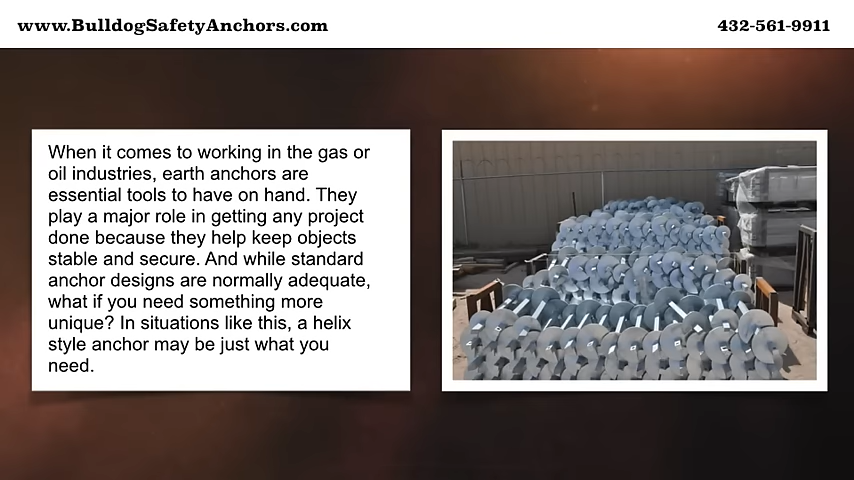 www.BulldogSafetyAnchors.com
432-561-9911
When it comes to working in the gas or
oil industries, earth anchors are
essential tools to have on hand. They
play a major role in getting any project
done because they help keep objects
stable and secure. And while standard
anchor designs are normally adequate,
what if you need something more
unique? In situations like this, a helix
style anchor may be just what you
need.